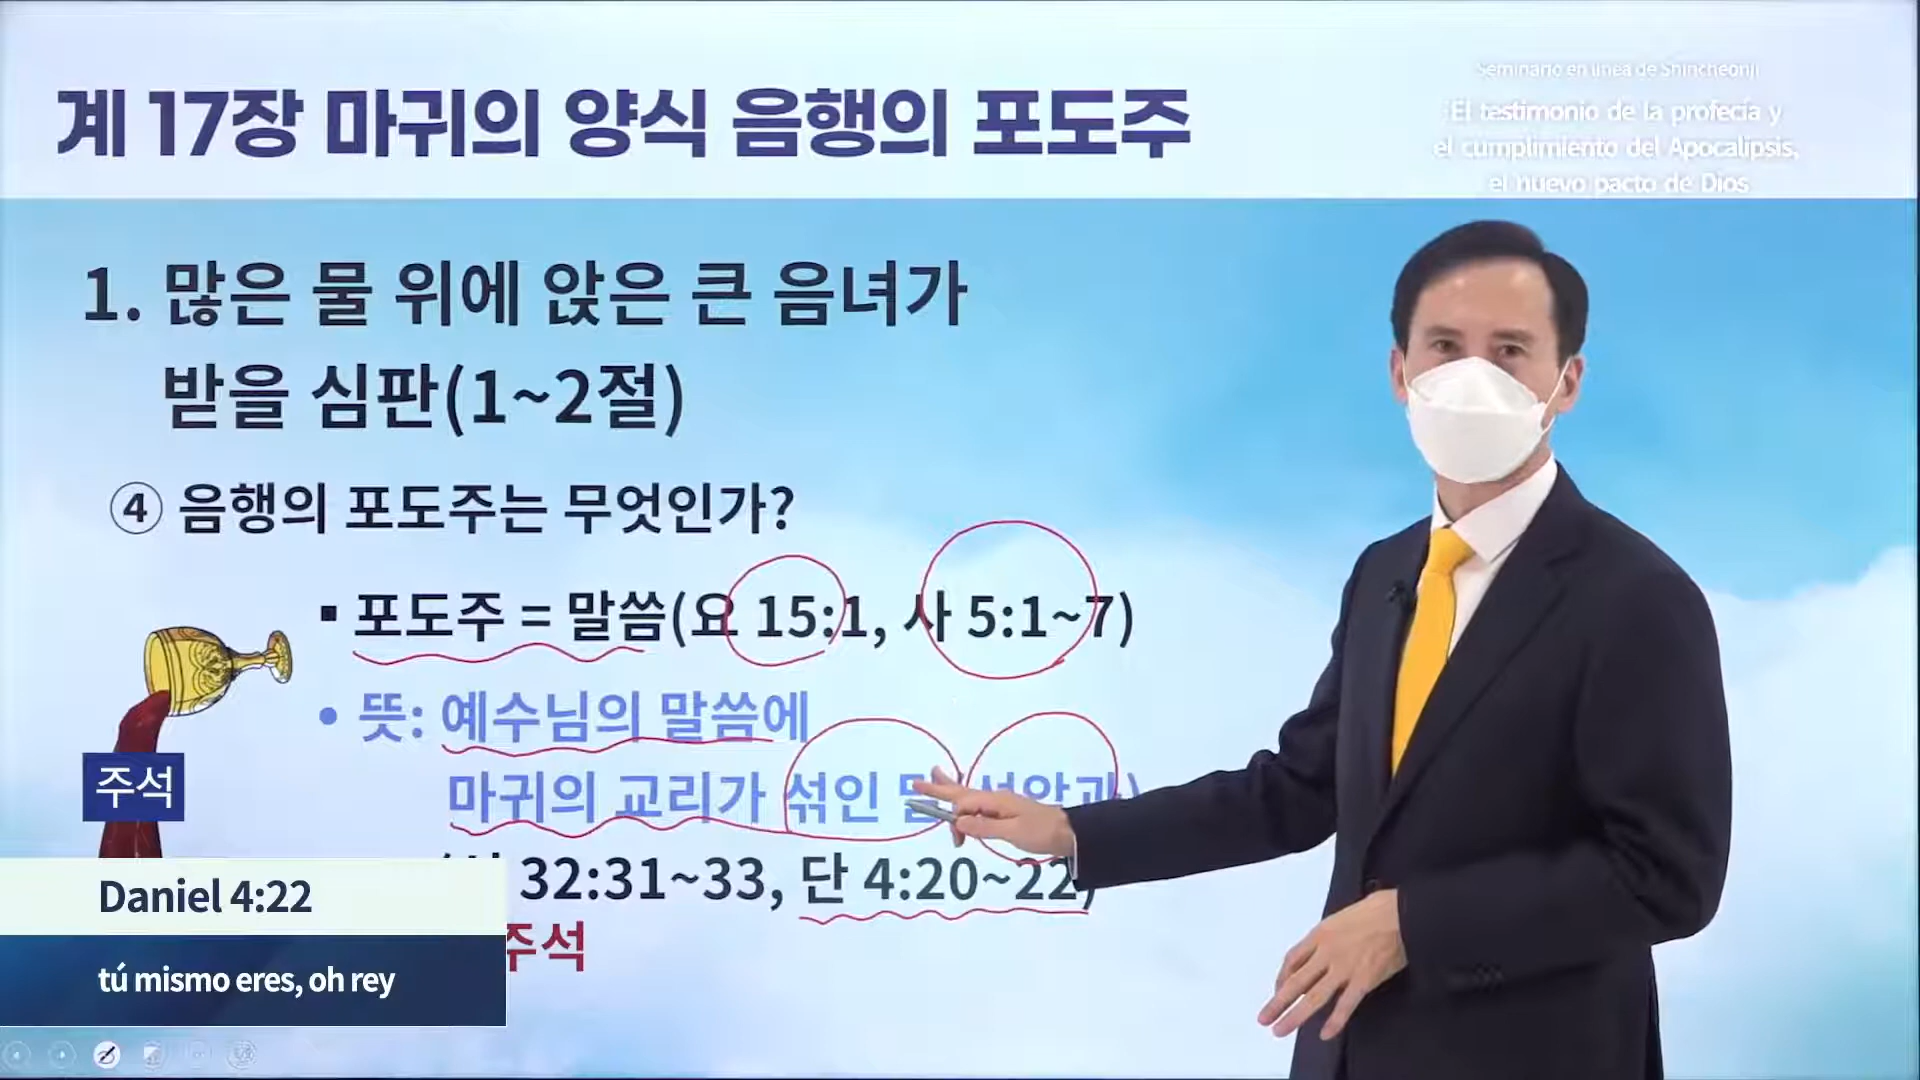 계 17장 마귀의 양식 음행의 포도주
Seminario en línea de Shincheonji
El testimonio de la profecía y
el cumplimiento del Apocalipsis,
el nuevo pacto de Dios
1. 많은 물 위에 앉은 큰 음녀가
받을 심판(1~2절)
④ 음행의 포도주는 무엇인가?
▪ 포도주 = 말씀(요 15:1, 사 5:1~7)
• 뜻: 예수님의 말씀에
마귀의 교리가 섞인
주석
32:31~33, 단 4:20~22)
주석
Daniel 4:22
tú mismo eres, oh rey